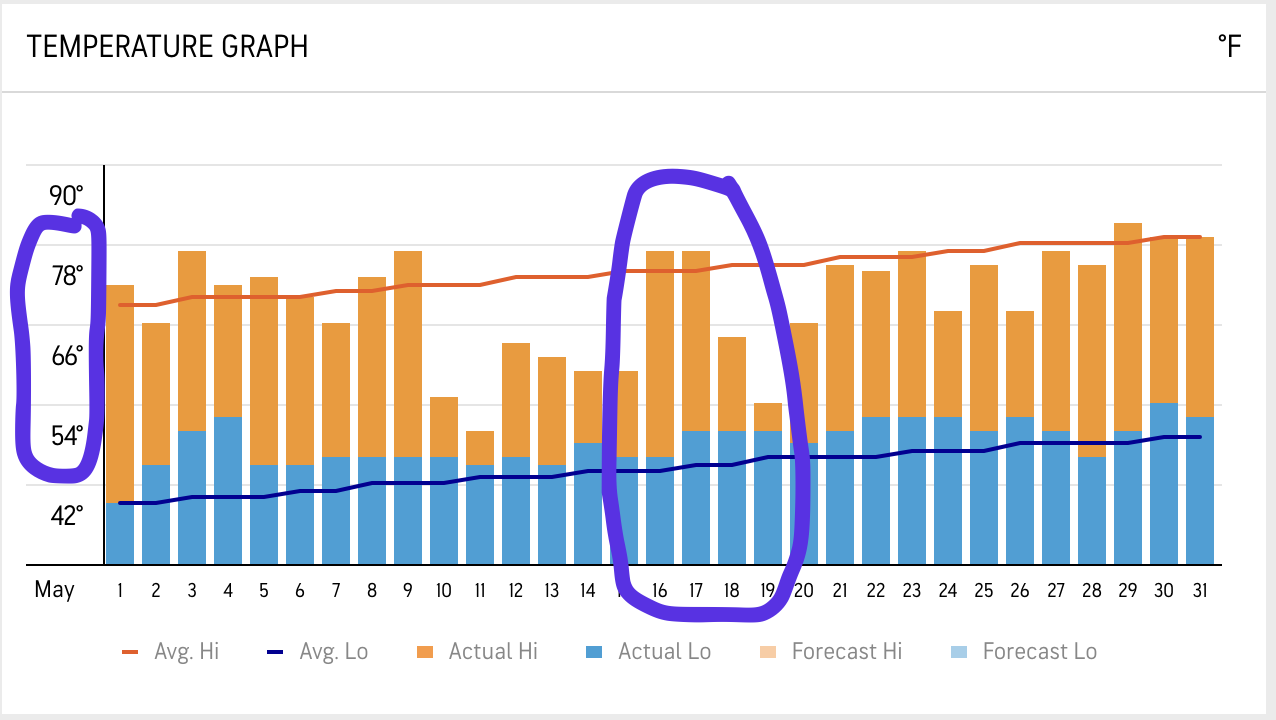 TEMPERATURE GRAPH °F
90°
78°
66°
54°
42°
May 1 2 3 4 5 6 7 8 9 10 11 12 13 14 16 17 18 19 20 21 22 23 24 25 26 27 28 29 30 31
Avg. Hi Avg. Lo Actual Hi Actual Lo Forecast Hi Forecast Lo